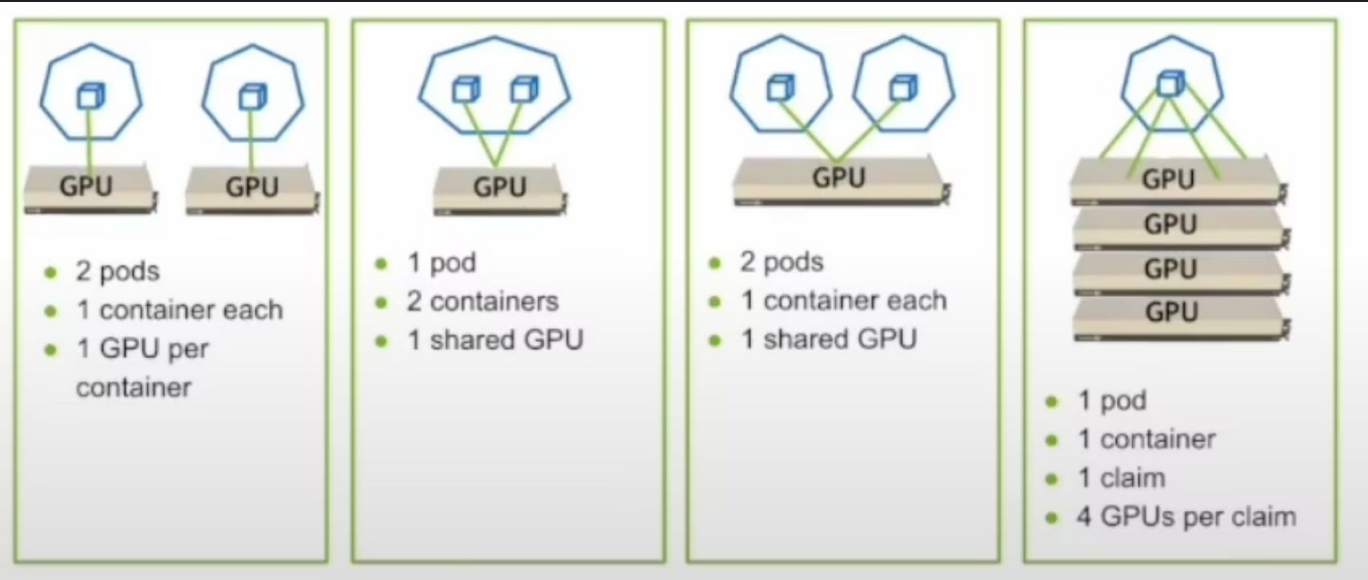 GPU
GPU
2 pods
1 container each
1 GPU per
container
GPU
1 pod
2 containers
1 shared GPU
GPU
2 pods
1 container each
1 shared GPU
GPU
GPU
GPU
GPU
1 pod
1 container
1 claim
4 GPUs per claim